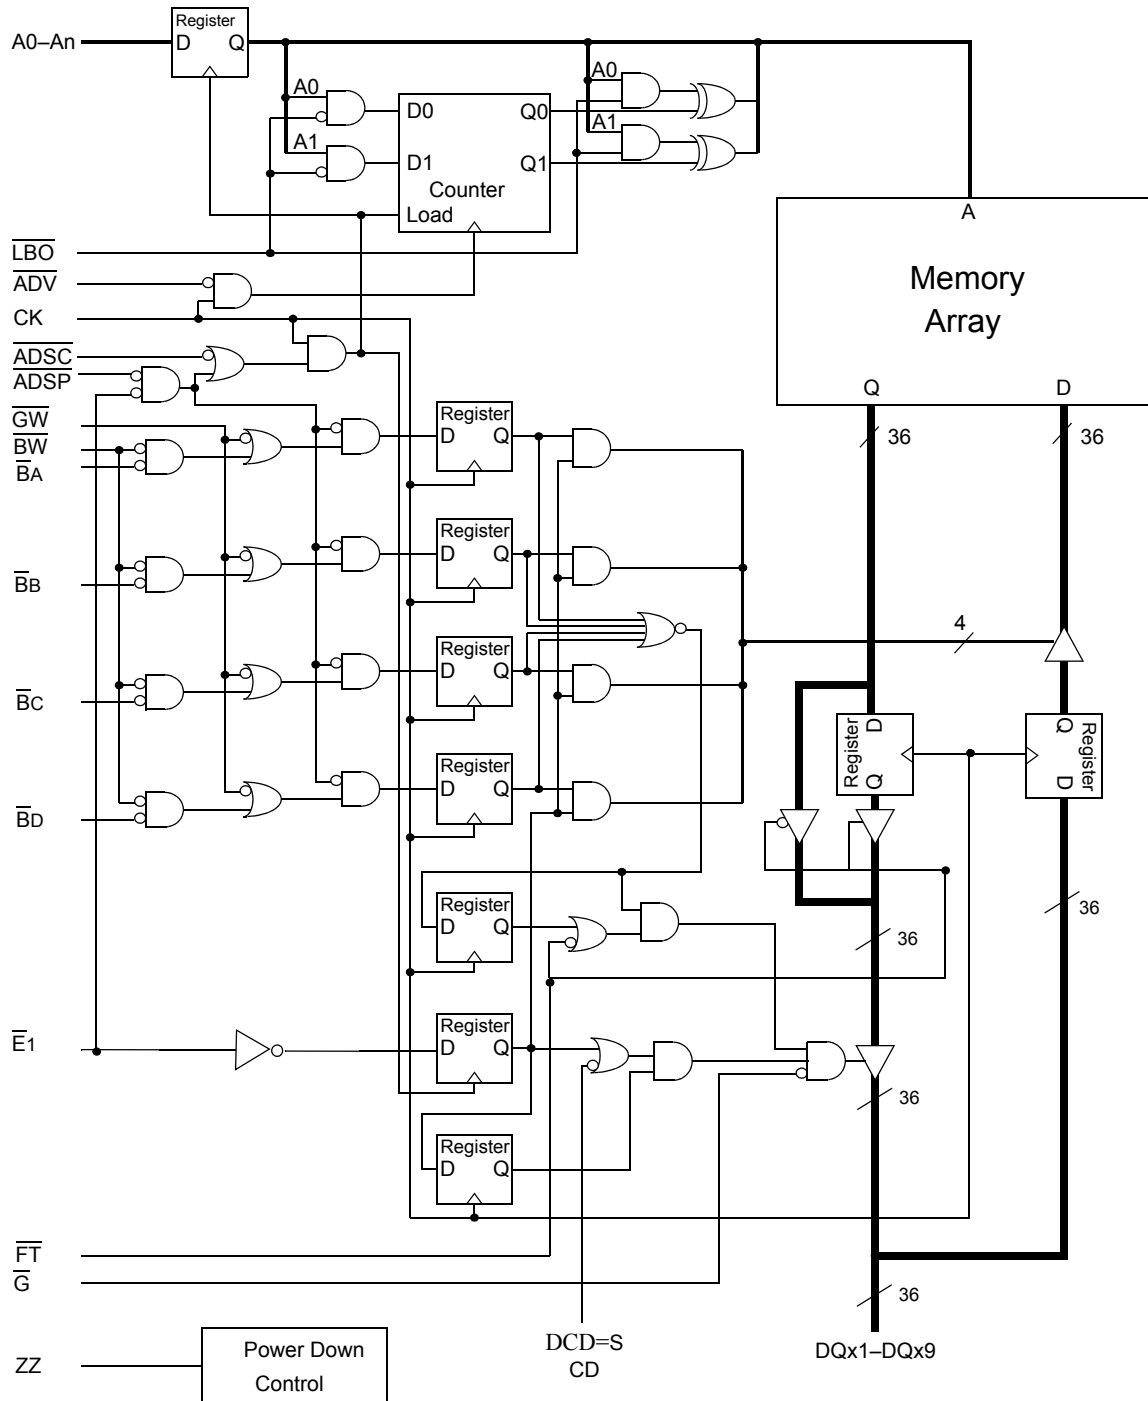 Register
A0–An
D Q
A0
A0
D0
Q0
A1
A1
D1
Q1
Counter
Load
A
LBO
ADV
Memory
Array
CK
ADSC
ADSP
Q
D
GW
BW
BA
Register
D Q
36
36
Register
D Q
BB
4
Register
D Q
BC
Register
D
Q
Q
Register
D
Register
D Q
BD
36
Register
D Q
36
E1
Register
D Q
36
Register
D Q
FT
G
36
ZZ
Power Down
Control
DCD=S
CD
DQx1–DQx9